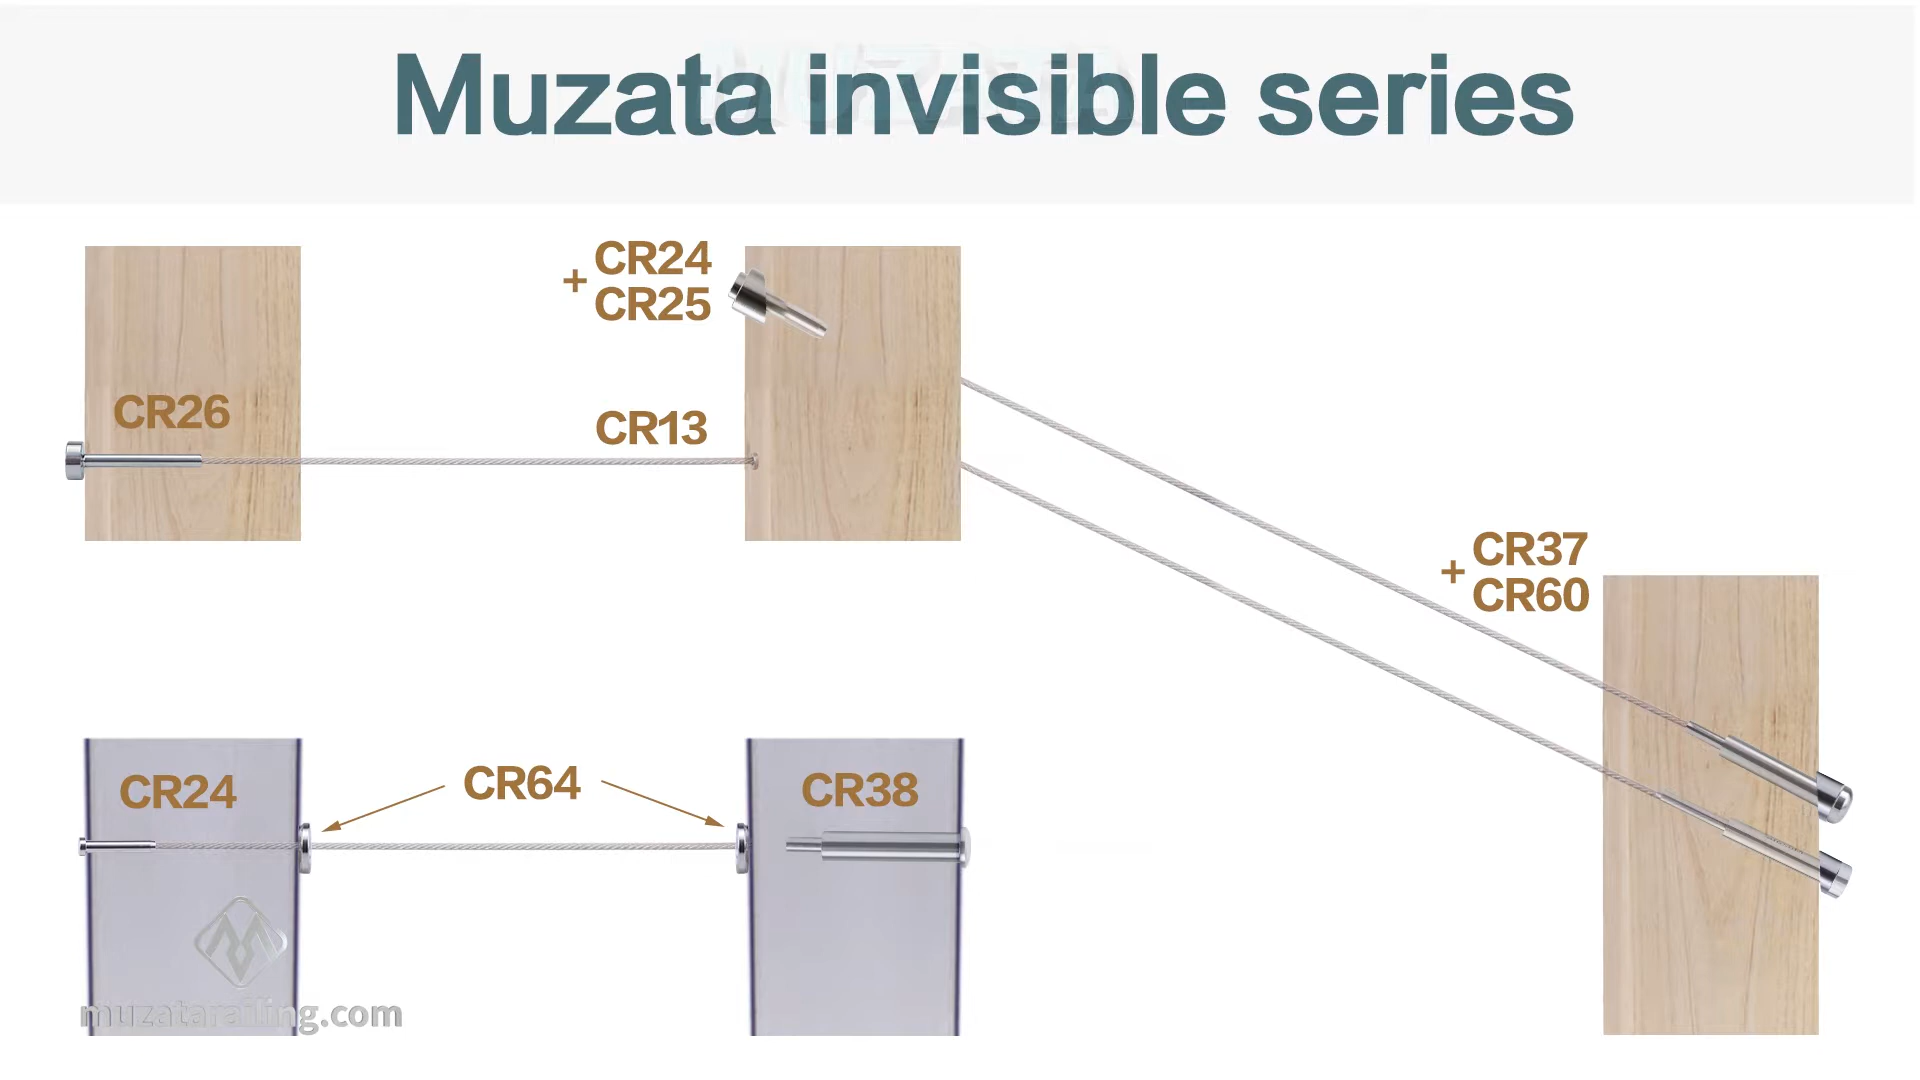 Muzata invisible series
CR24
+
CR25
CR26
CR13
CR37
+
CR60
CR24
CR64
CR38
muzatarailing.com